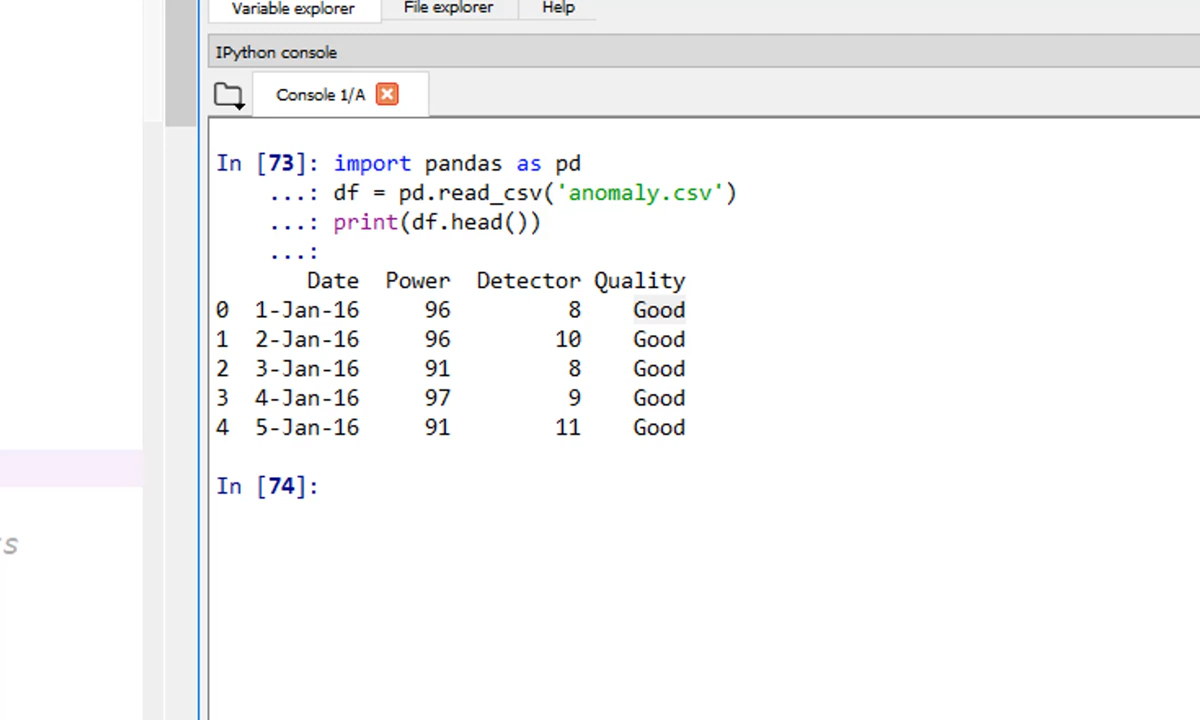 Variable explorer File explorer Help
IPython console
Console 1/A
In [73]: import pandas as pd
...: df = pd.read_csv('anomaly.csv')
...: print(df.head())
...:
Date Power Detector Quality
0 1-Jan-16 96 8 Good
1 2-Jan-16 96 10 Good
2 3-Jan-16 91 8 Good
3 4-Jan-16 97 9 Good
4 5-Jan-16 91 11 Good
In [74]: